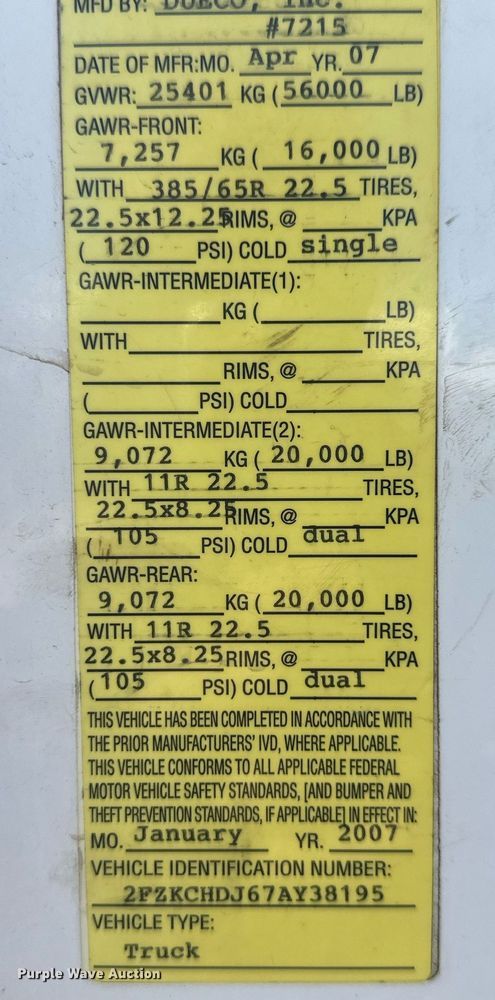 MFD BY: DUECO, Inc.
#7215
DATE OF MFR:MO. Apr YR. 07
GVWR: 25401 KG (56000 LB)
GAWR-FRONT:
7,257 KG ( 16,000 LB)
WITH 385/65R 22.5 TIRES,
22.5x12.25 RIMS, @ KPA
( 120 PSI) COLD single
GAWR-INTERMEDIATE(1):
KG ( LB)
WITH TIRES,
RIMS, @ KPA
( PSI) COLD
GAWR-INTERMEDIATE(2):
9,072 KG ( 20,000 LB)
WITH 11R 22.5 TIRES,
22.5x8.25 RIMS, @ KPA
( 105 PSI) COLD dual
GAWR-REAR:
9,072 KG ( 20,000 LB)
WITH 11R 22.5 TIRES,
22.5x8.25 RIMS, @ KPA
(105 PSI) COLD dual
THIS VEHICLE HAS BEEN COMPLETED IN ACCORDANCE WITH
THE PRIOR MANUFACTURERS' IVD, WHERE APPLICABLE.
THIS VEHICLE CONFORMS TO ALL APPLICABLE FEDERAL
MOTOR VEHICLE SAFETY STANDARDS, [AND BUMPER AND
THEFT PREVENTION STANDARDS, IF APPLICABLE] IN EFFECT IN:
MO. January YR. 2007
VEHICLE IDENTIFICATION NUMBER:
2FZKCHDJ67AY38195
VEHICLE TYPE:
Truck
Purple Wave Auction